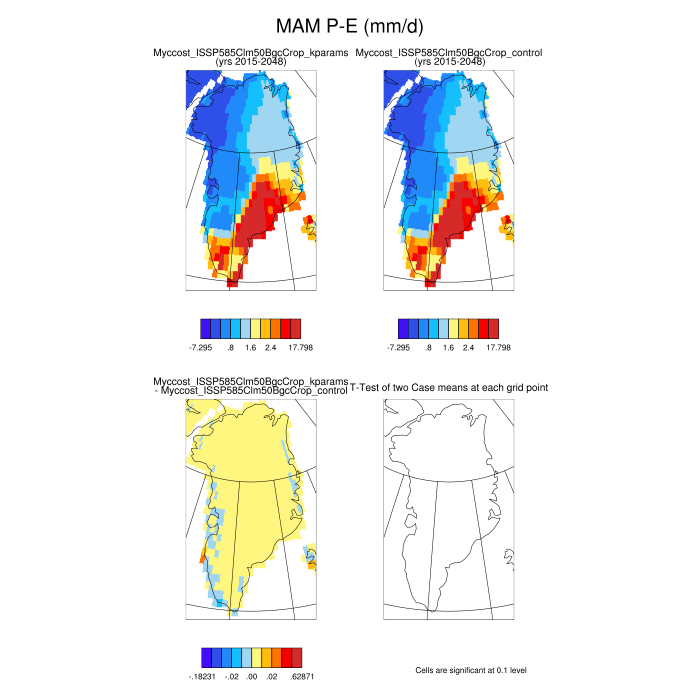 MAM P-E (mm/d)
Myccost_ISSP585Clm50BgcCrop_kparams
(yrs 2015-2048)
Myccost_ISSP585Clm50BgcCrop_control
(yrs 2015-2048)
-7.295 .8 1.6 2.4 17.798
-7.295 .8 1.6 2.4 17.798
Myccost_ISSP585Clm50BgcCrop_kparams
- Myccost_ISSP585Clm50BgcCrop_control
T-Test of two Case means at each grid point
-.18231 -.02 .00 .02 .62871
Cells are significant at 0.1 level